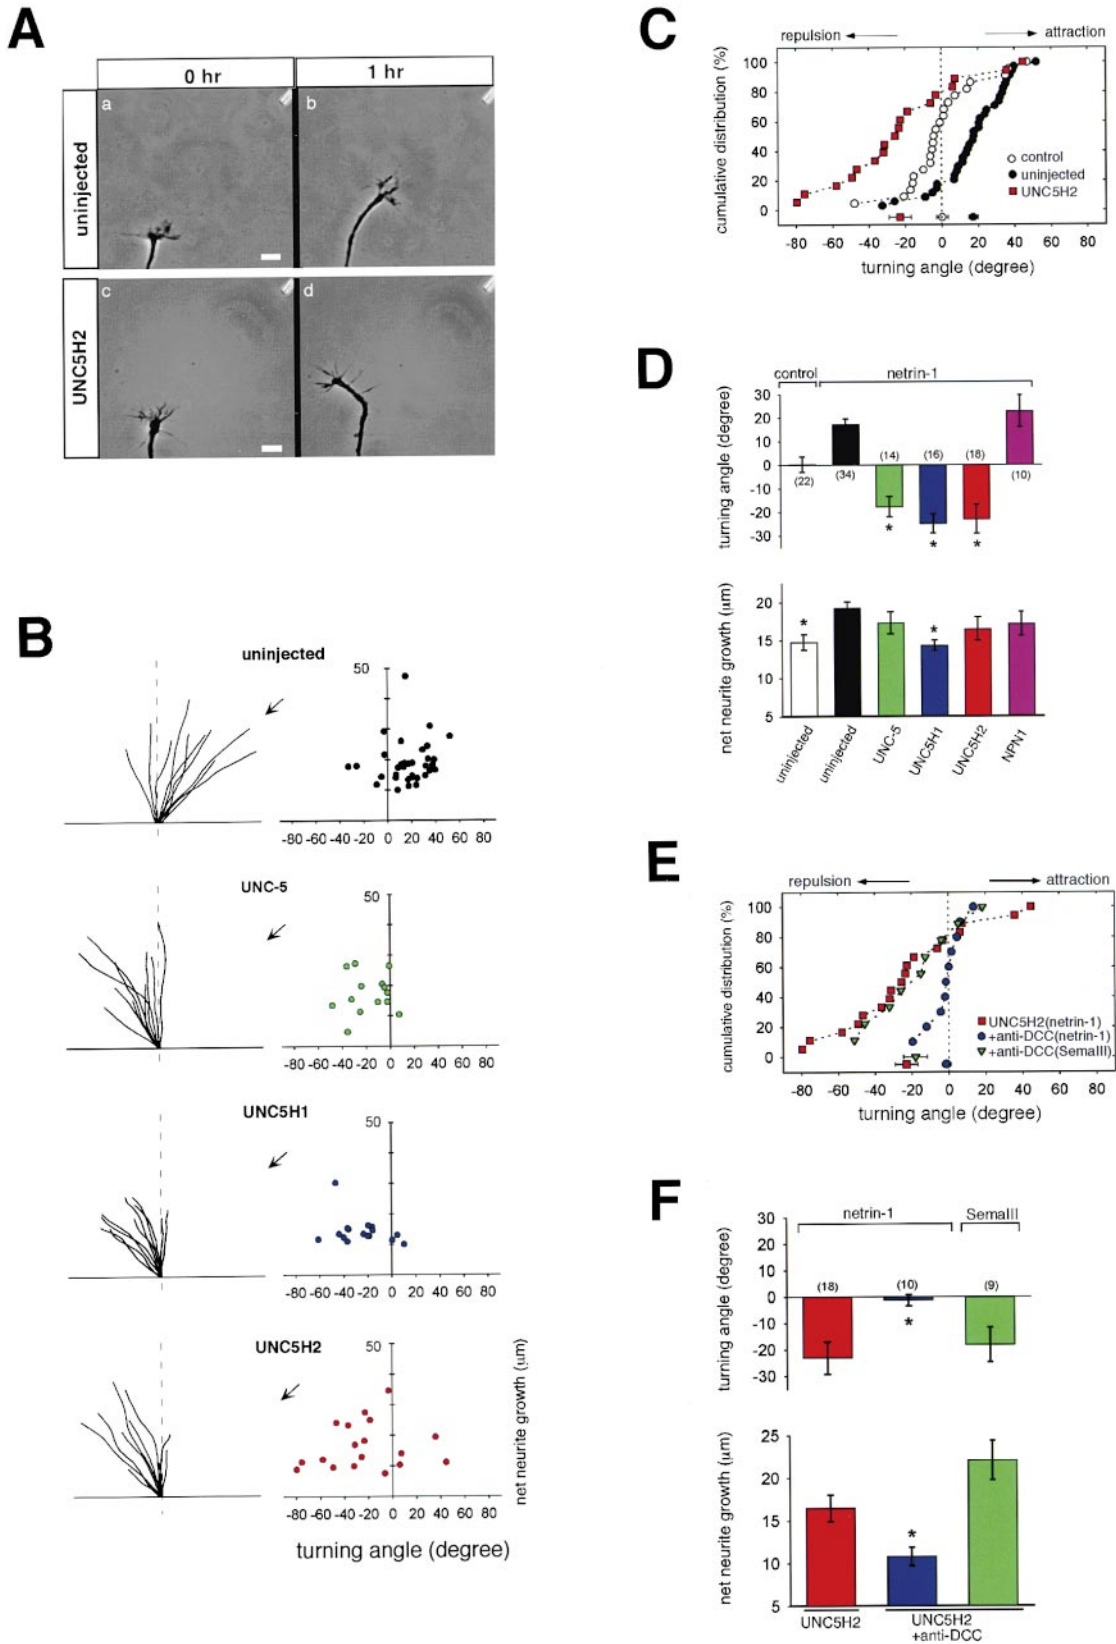 A
0 hr
1 hr
uninjected
a
b
UNC5H2
c
d
B
uninjected
50
-80 -60 -40 -20 0 20 40 60 80
UNC-5
50
-80 -60 -40 -20 0 20 40 60 80
UNC5H1
50
-80 -60 -40 -20 0 20 40 60 80
UNC5H2
50
-80 -60 -40 -20 0 20 40 60 80
net neurite growth (µm)
turning angle (degree)
C
repulsion
attraction
cumulative distribution (%)
100
80
60
40
20
0
control
uninjected
UNC5H2
-80 -60 -40 -20 0 20 40 60 80
turning angle (degree)
D
control
netrin-1
turning angle (degree)
30
20
10
0
-10
-20
-30
(22)
(34)
(14)
(16)
(18)
(10)
*
*
*
net neurite growth (µm)
20
15
10
5
*
*
uninjected
uninjected
UNC-5
UNC5H1
UNC5H2
NPN1
E
repulsion
attraction
cumulative distribution (%)
100
80
60
40
20
0
UNC5H2(netrin-1)
+anti-DCC(netrin-1)
+anti-DCC(SemaIII)
-80 -60 -40 -20 0 20 40 60 80
turning angle (degree)
F
netrin-1
SemaIII
turning angle (degree)
30
20
10
0
-10
-20
-30
(18)
(10)
(9)
*
net neurite growth (µm)
25
20
15
10
5
*
UNC5H2
UNC5H2
+anti-DCC